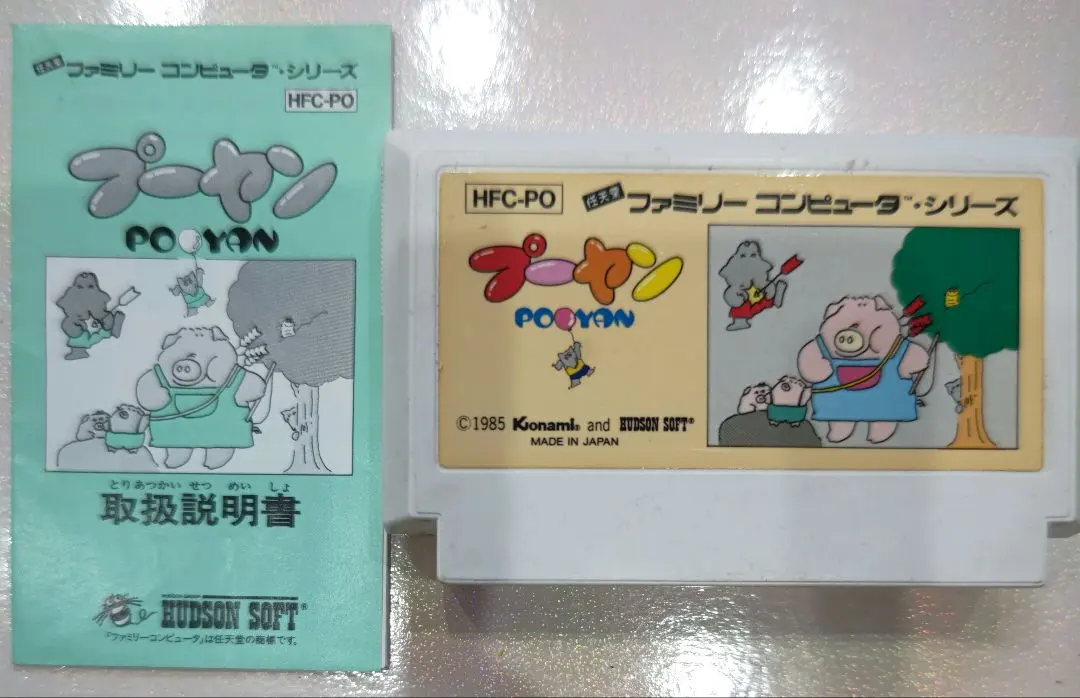 任天堂 ファミリー コンピュータ™・シリーズ
HFC-PO
プーヤン
POOYAN
とりあつかい せつ めい しょ
取扱説明書
HUDSON SOFT®
「ファミリーコンピュータ」は任天堂の商標です。
HFC-PO 任天堂 ファミリー コンピュータ™・シリーズ
プーヤン
POOYAN
©1985 Konami® and HUDSON SOFT®
MADE IN JAPAN